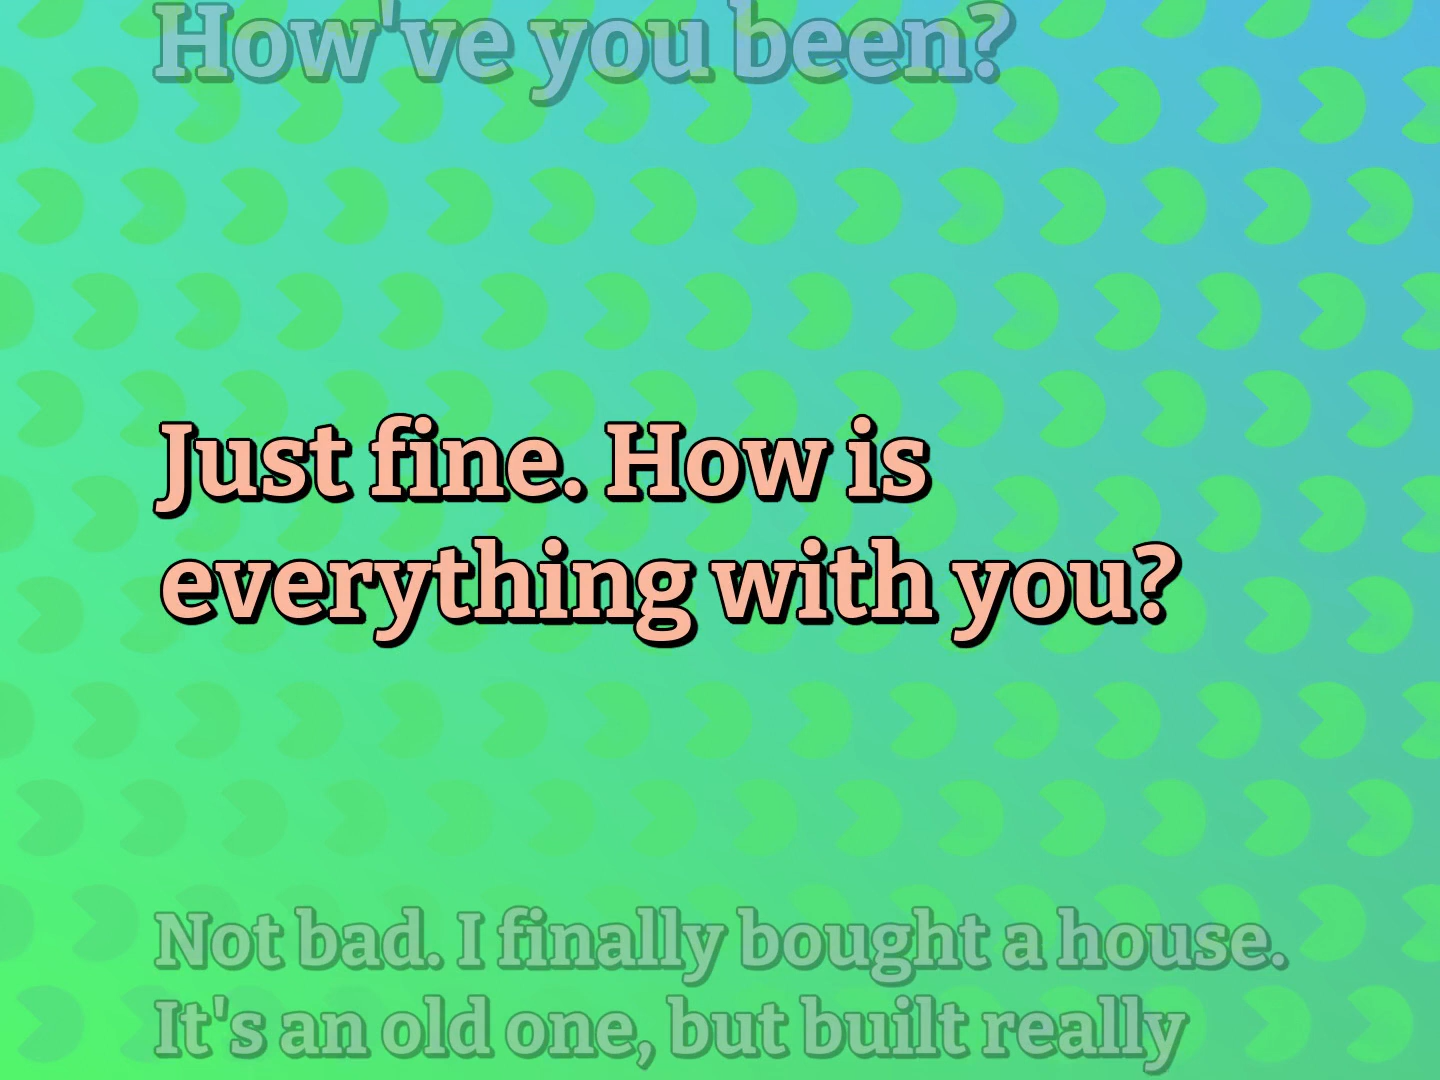 How've you been?
Just fine. How is
everything with you?
Not bad. I finally bought a house.
It's an old one, but built really